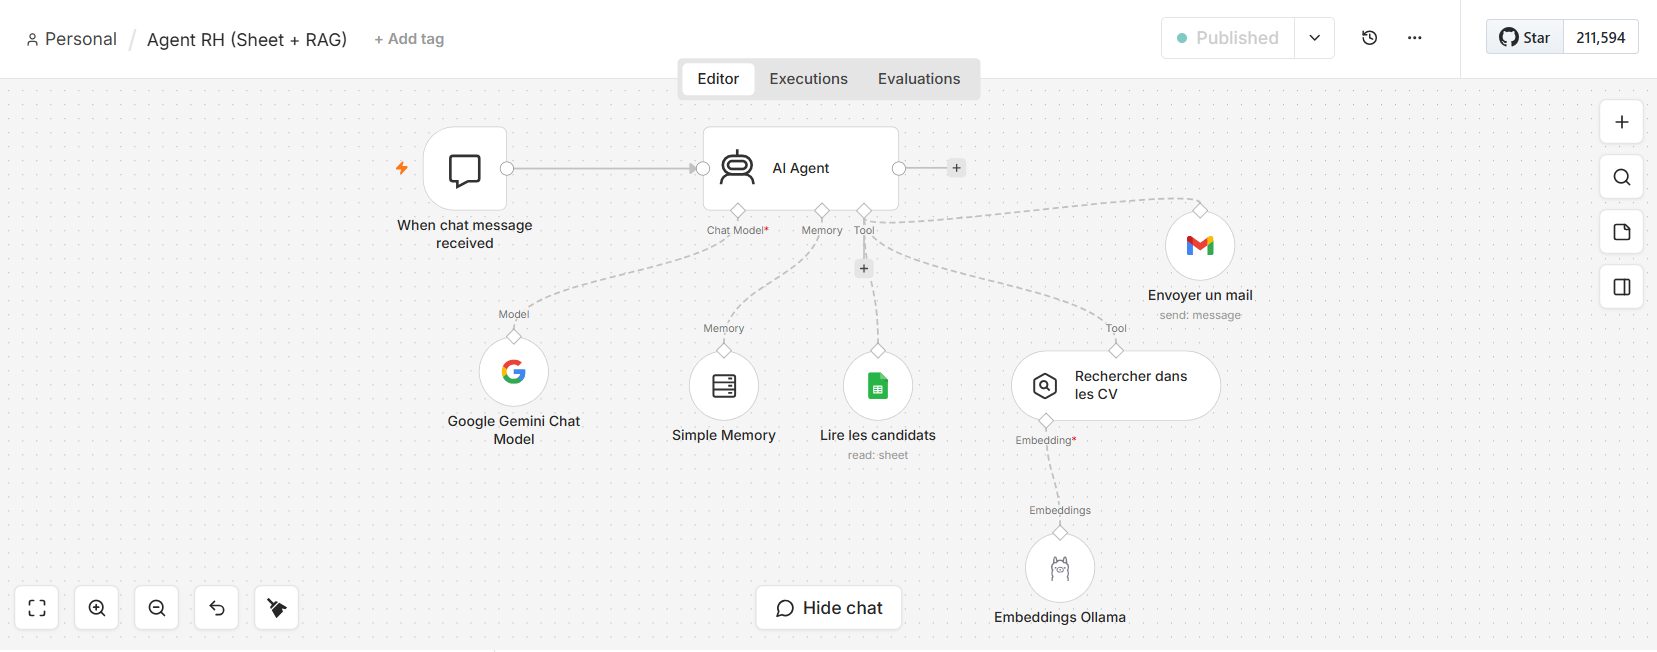 Personal / Agent RH (Sheet + RAG) + Add tag
Published
Star 211,594
Editor Executions Evaluations
When chat message
received
AI Agent
Chat Model* Memory Tool
Envoyer un mail
send: message
Model
Google Gemini Chat
Model
Memory
Simple Memory
Lire les candidats
read: sheet
Tool
Rechercher dans
les CV
Embedding*
Embeddings
Embeddings Ollama
Hide chat